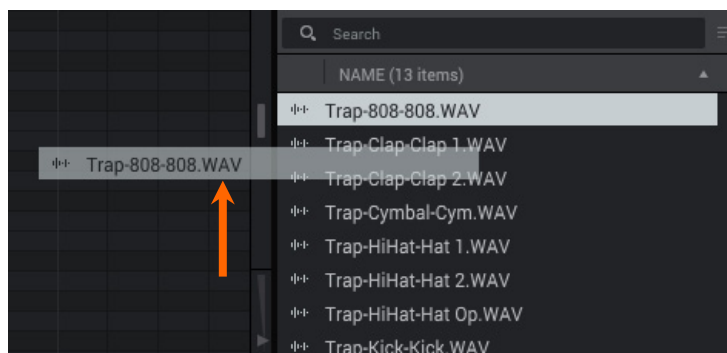 Search
NAME (13 items)
Trap-808-808.WAV
Trap-Clap-Clap 1.WAV
Trap-808-808.WAV
Trap-Clap-Clap 2.WAV
Trap-Cymbal-Cym.WAV
Trap-HiHat-Hat 1.WAV
Trap-HiHat-Hat 2.WAV
Trap-HiHat-Hat Op.WAV
Trap-Kick-Kick.WAV